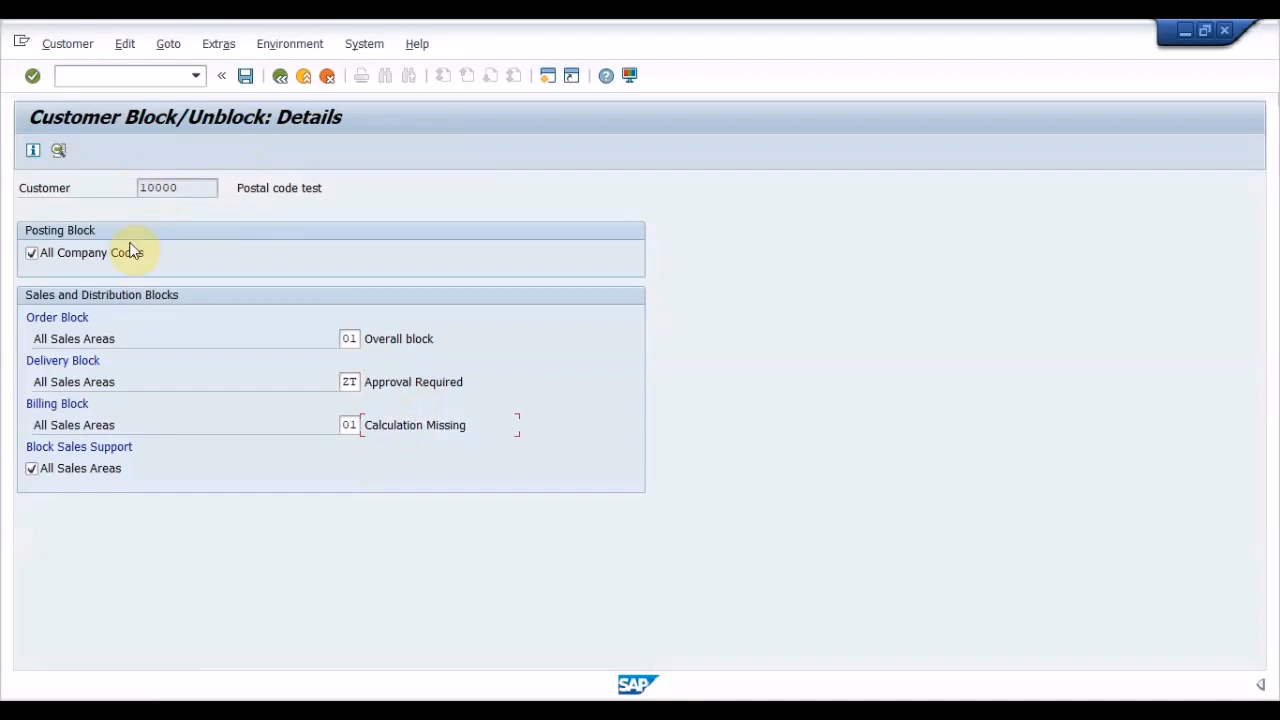 Customer Edit Goto Extras Environment System Help
Customer Block/Unblock: Details
Customer 10000 Postal code test
Posting Block
All Company Codes
Sales and Distribution Blocks
Order Block
All Sales Areas 01 Overall block
Delivery Block
All Sales Areas ZT Approval Required
Billing Block
All Sales Areas 01 Calculation Missing
Block Sales Support
All Sales Areas
SAP